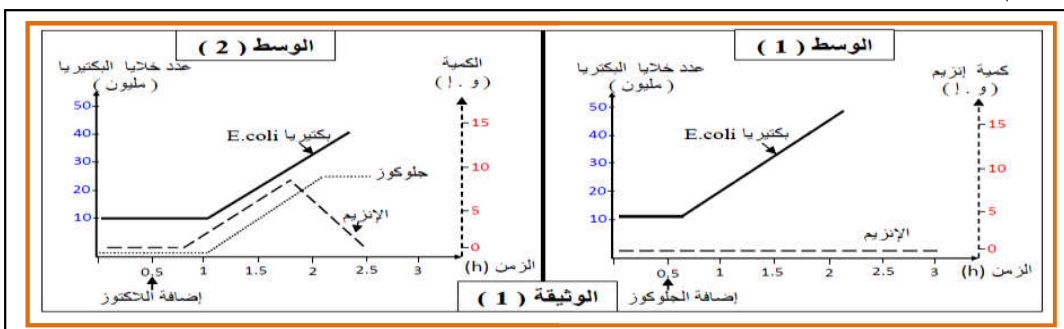 الوسط ( 1 )
عدد خلايا البكتريا
( مليون )
كمية إنزيم
( و . إ )
50
40
30
20
10
15
10
5
0
بكتيريا E.coli
الإنزيم
0.5
1
1.5
2
2.5
3
الزمن (h)
إضافة الجلوكوز
الوسط ( 2 )
عدد خلايا البكتيريا
( مليون )
الكمية
( و . إ )
50
40
30
20
10
15
10
5
0
بكتيريا E.coli
جلوكوز
الإنزيم
0.5
1
1.5
2
2.5
3
الزمن (h)
إضافة اللاكتوز
الوثيقة ( 1 )